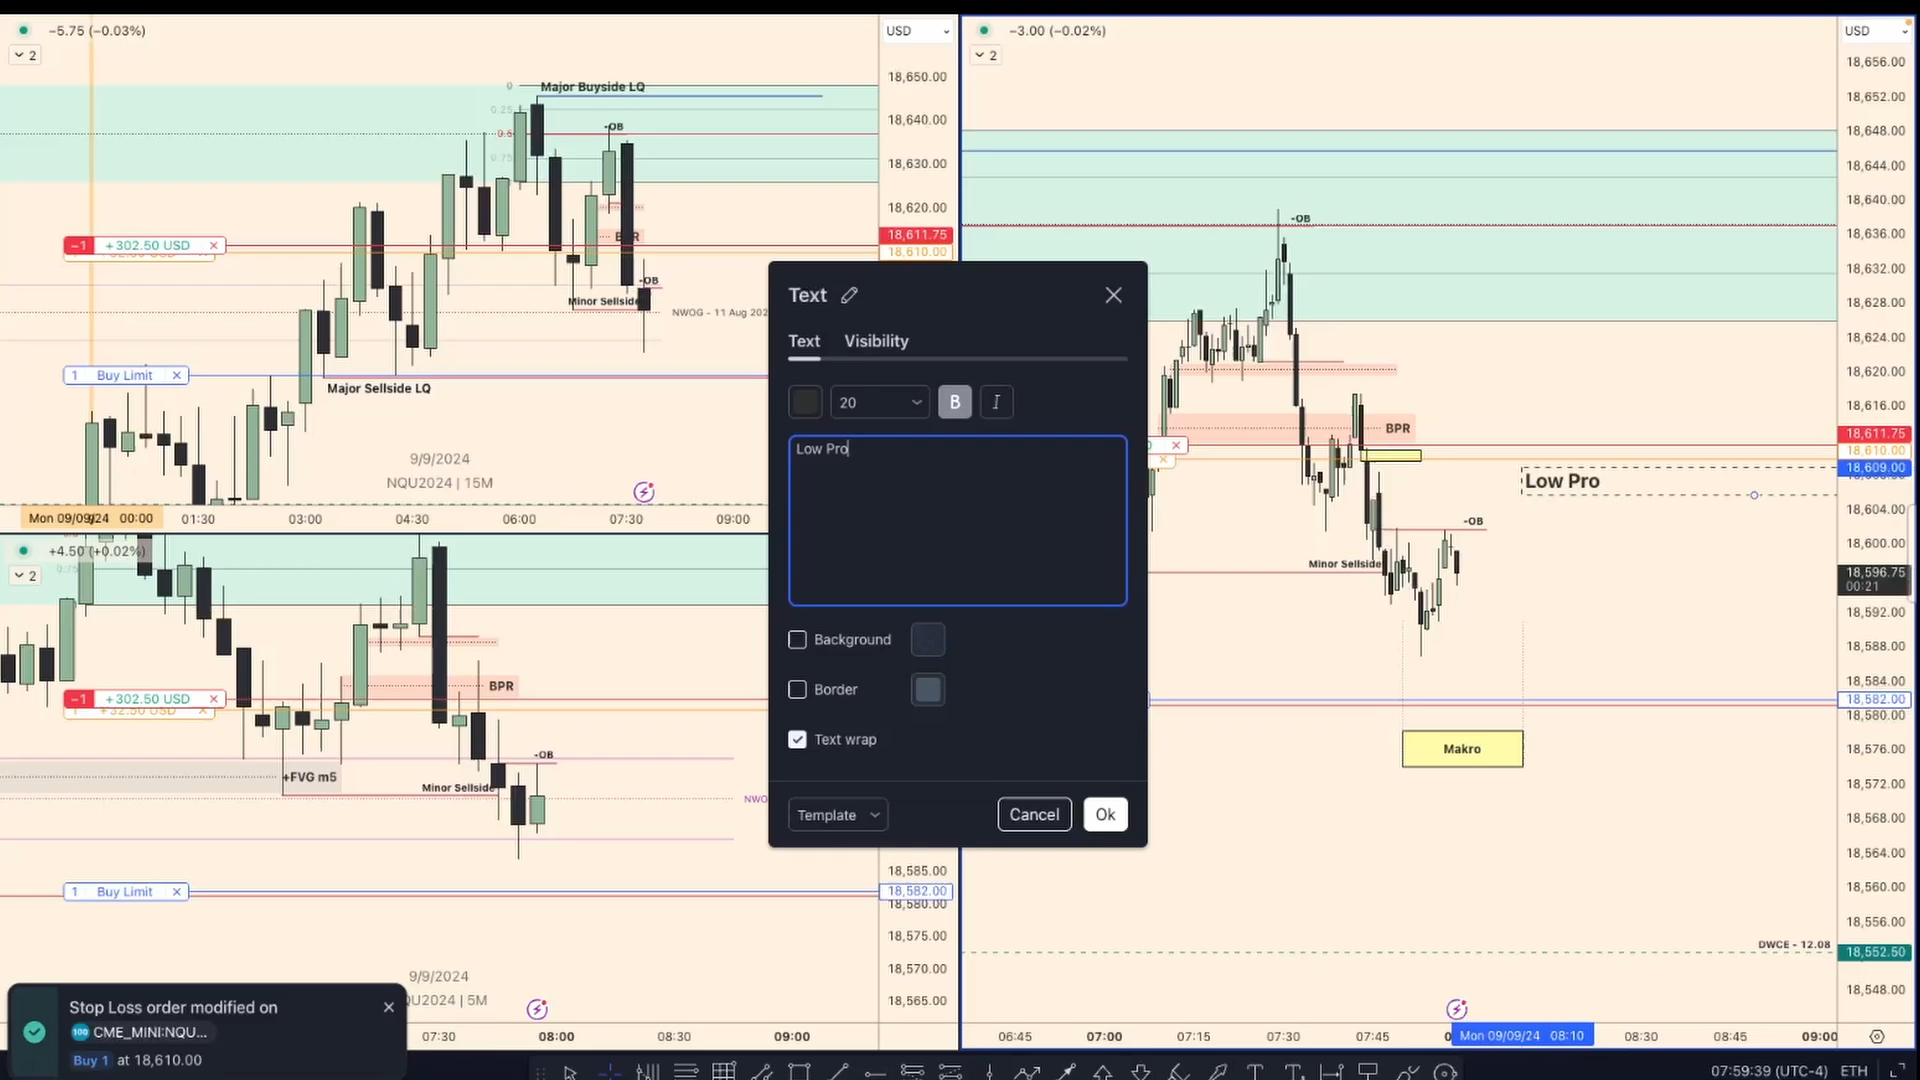 −5.75 (−0.03%)
2
USD
18,650.00
18,640.00
18,630.00
18,620.00
18,611.75
18,610.00
0
0.25
0.5
0.75
Major Buyside LQ
-OB
BPR
-OB
Minor Sellside
NWOG - 11 Aug 202
−1 +302.50 USD
1 Buy Limit
Major Sellside LQ
9/9/2024
NQU2024 | 15M
Mon 09/09/24 00:00
01:30
03:00
04:30
06:00
07:30
09:00
+4.50 (+0.02%)
2
0.75
BPR
−1 +302.50 USD
-OB
+FVG m5
Minor Sellside
NWO
1 Buy Limit
18,585.00
18,582.00
18,580.00
18,575.00
18,570.00
18,565.00
9/9/2024
QU2024 | 5M
07:30
08:00
08:30
09:00
Stop Loss order modified on
100 CME_MINI:NQU...
Buy 1 at 18,610.00
Text
Text Visibility
20 B I
Low Pro
Background
Border
Text wrap
Template Cancel Ok
−3.00 (−0.02%)
2
USD
18,656.00
18,652.00
18,648.00
18,644.00
18,640.00
18,636.00
18,632.00
18,628.00
18,624.00
18,620.00
18,616.00
18,611.75
18,610.00
18,609.00
18,604.00
18,600.00
18,596.75
00:21
18,592.00
18,588.00
18,584.00
18,582.00
18,580.00
18,576.00
18,572.00
18,568.00
18,564.00
18,560.00
18,556.00
18,552.50
18,548.00
-OB
BPR
Low Pro
-OB
Minor Sellside
Makro
DWCE - 12.08
06:45
07:00
07:15
07:30
07:45
Mon 09/09/24 08:10
08:30
08:45
09:00
07:59:39 (UTC-4) ETH